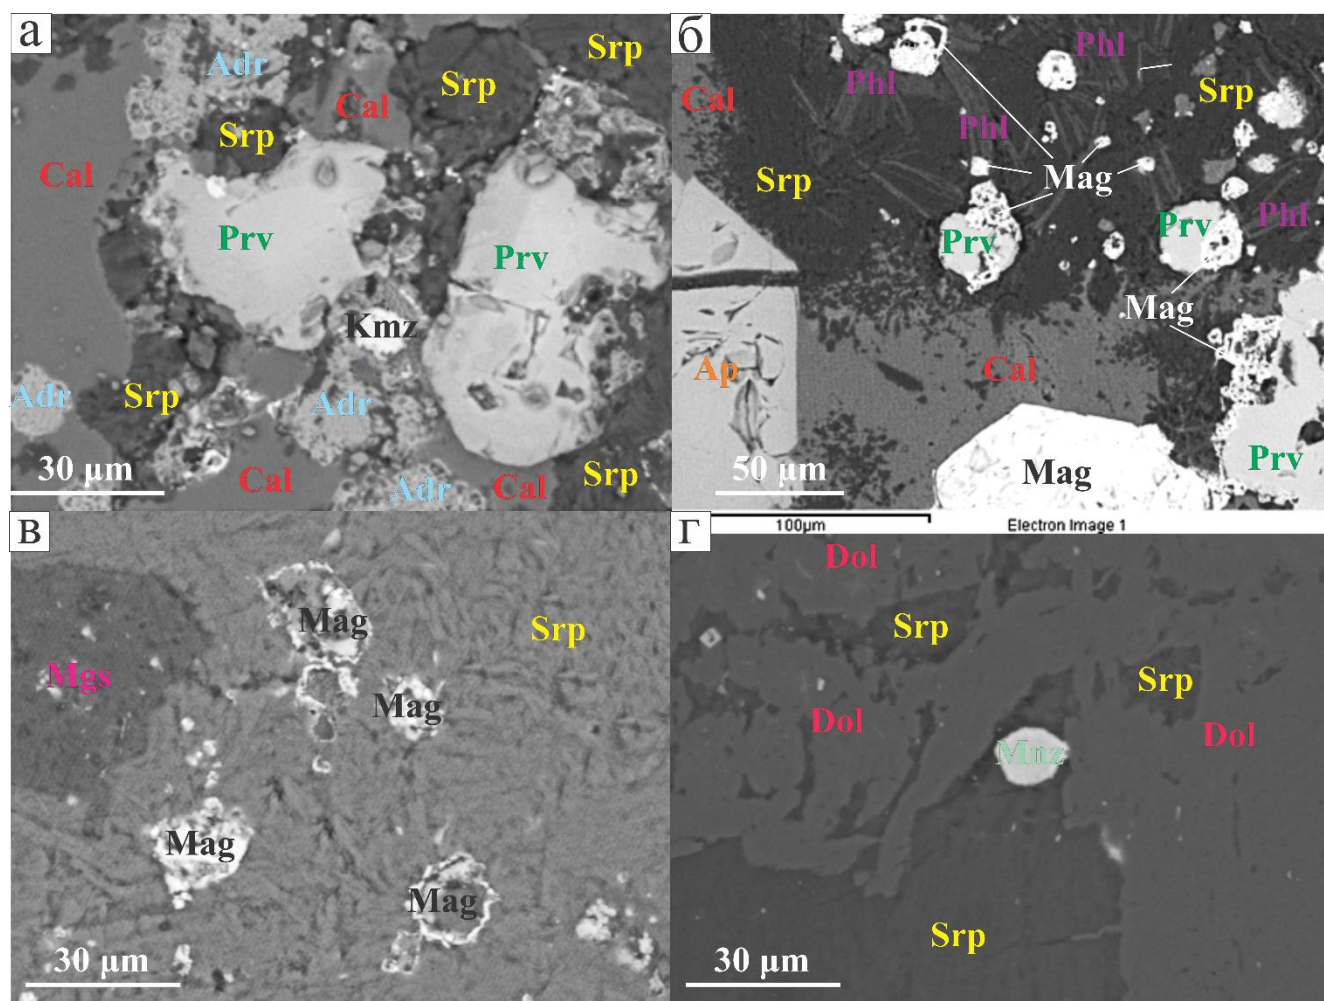 а
Srp
Adr
Cal
Srp
Srp
Cal
Prv
Prv
Kmz
Adr
Srp
Adr
Cal
Adr
Cal
Srp
30 µm
б
Phl
Phl
Cal
Srp
Phl
Mag
Srp
Phl
Prv
Prv
Mag
Ap
Cal
Mag
Prv
50 µm
100µm
Electron Image 1
в
Mag
Srp
Mgs
Mag
Mag
Mag
30 µm
г
Dol
Srp
Srp
Dol
Dol
Mnz
Srp
30 µm